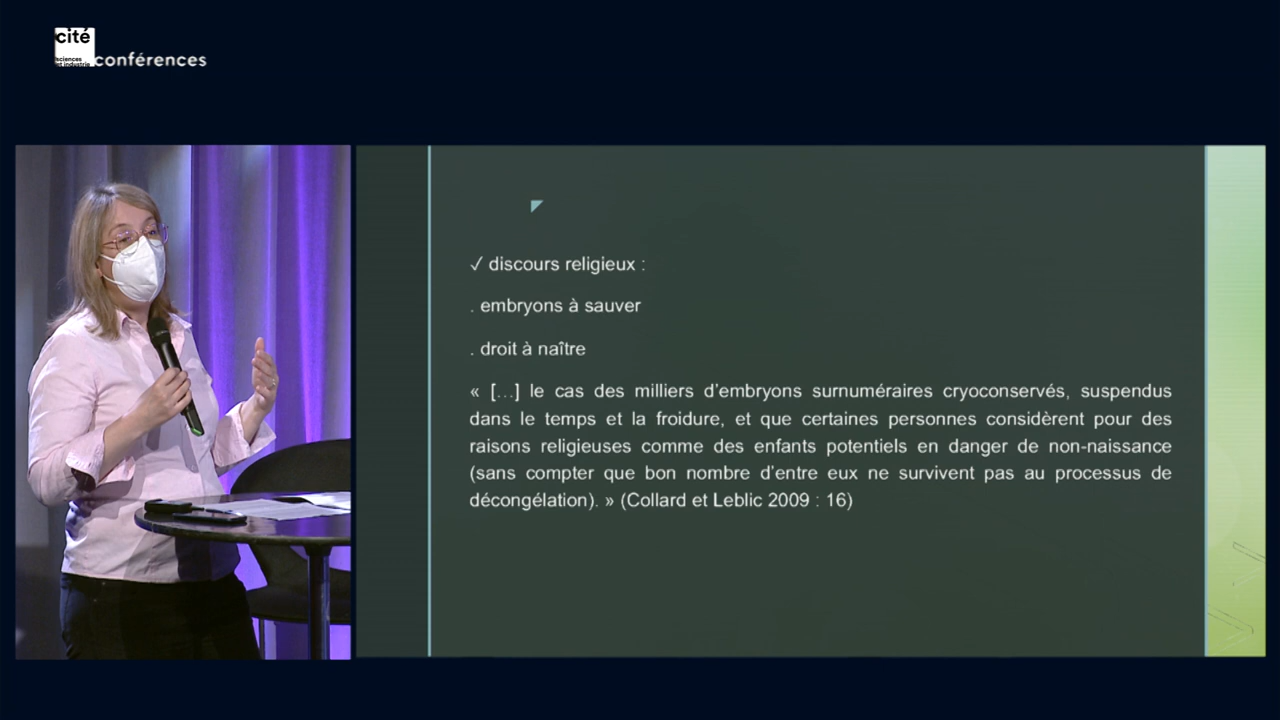 cité
sciences
et industrie
conférences
✓ discours religieux :
. embryons à sauver
. droit à naître
« […] le cas des milliers d’embryons surnuméraires cryoconservés, suspendus
dans le temps et la froidure, et que certaines personnes considèrent pour des
raisons religieuses comme des enfants potentiels en danger de non-naissance
(sans compter que bon nombre d’entre eux ne survivent pas au processus de
décongélation). » (Collard et Leblic 2009 : 16)